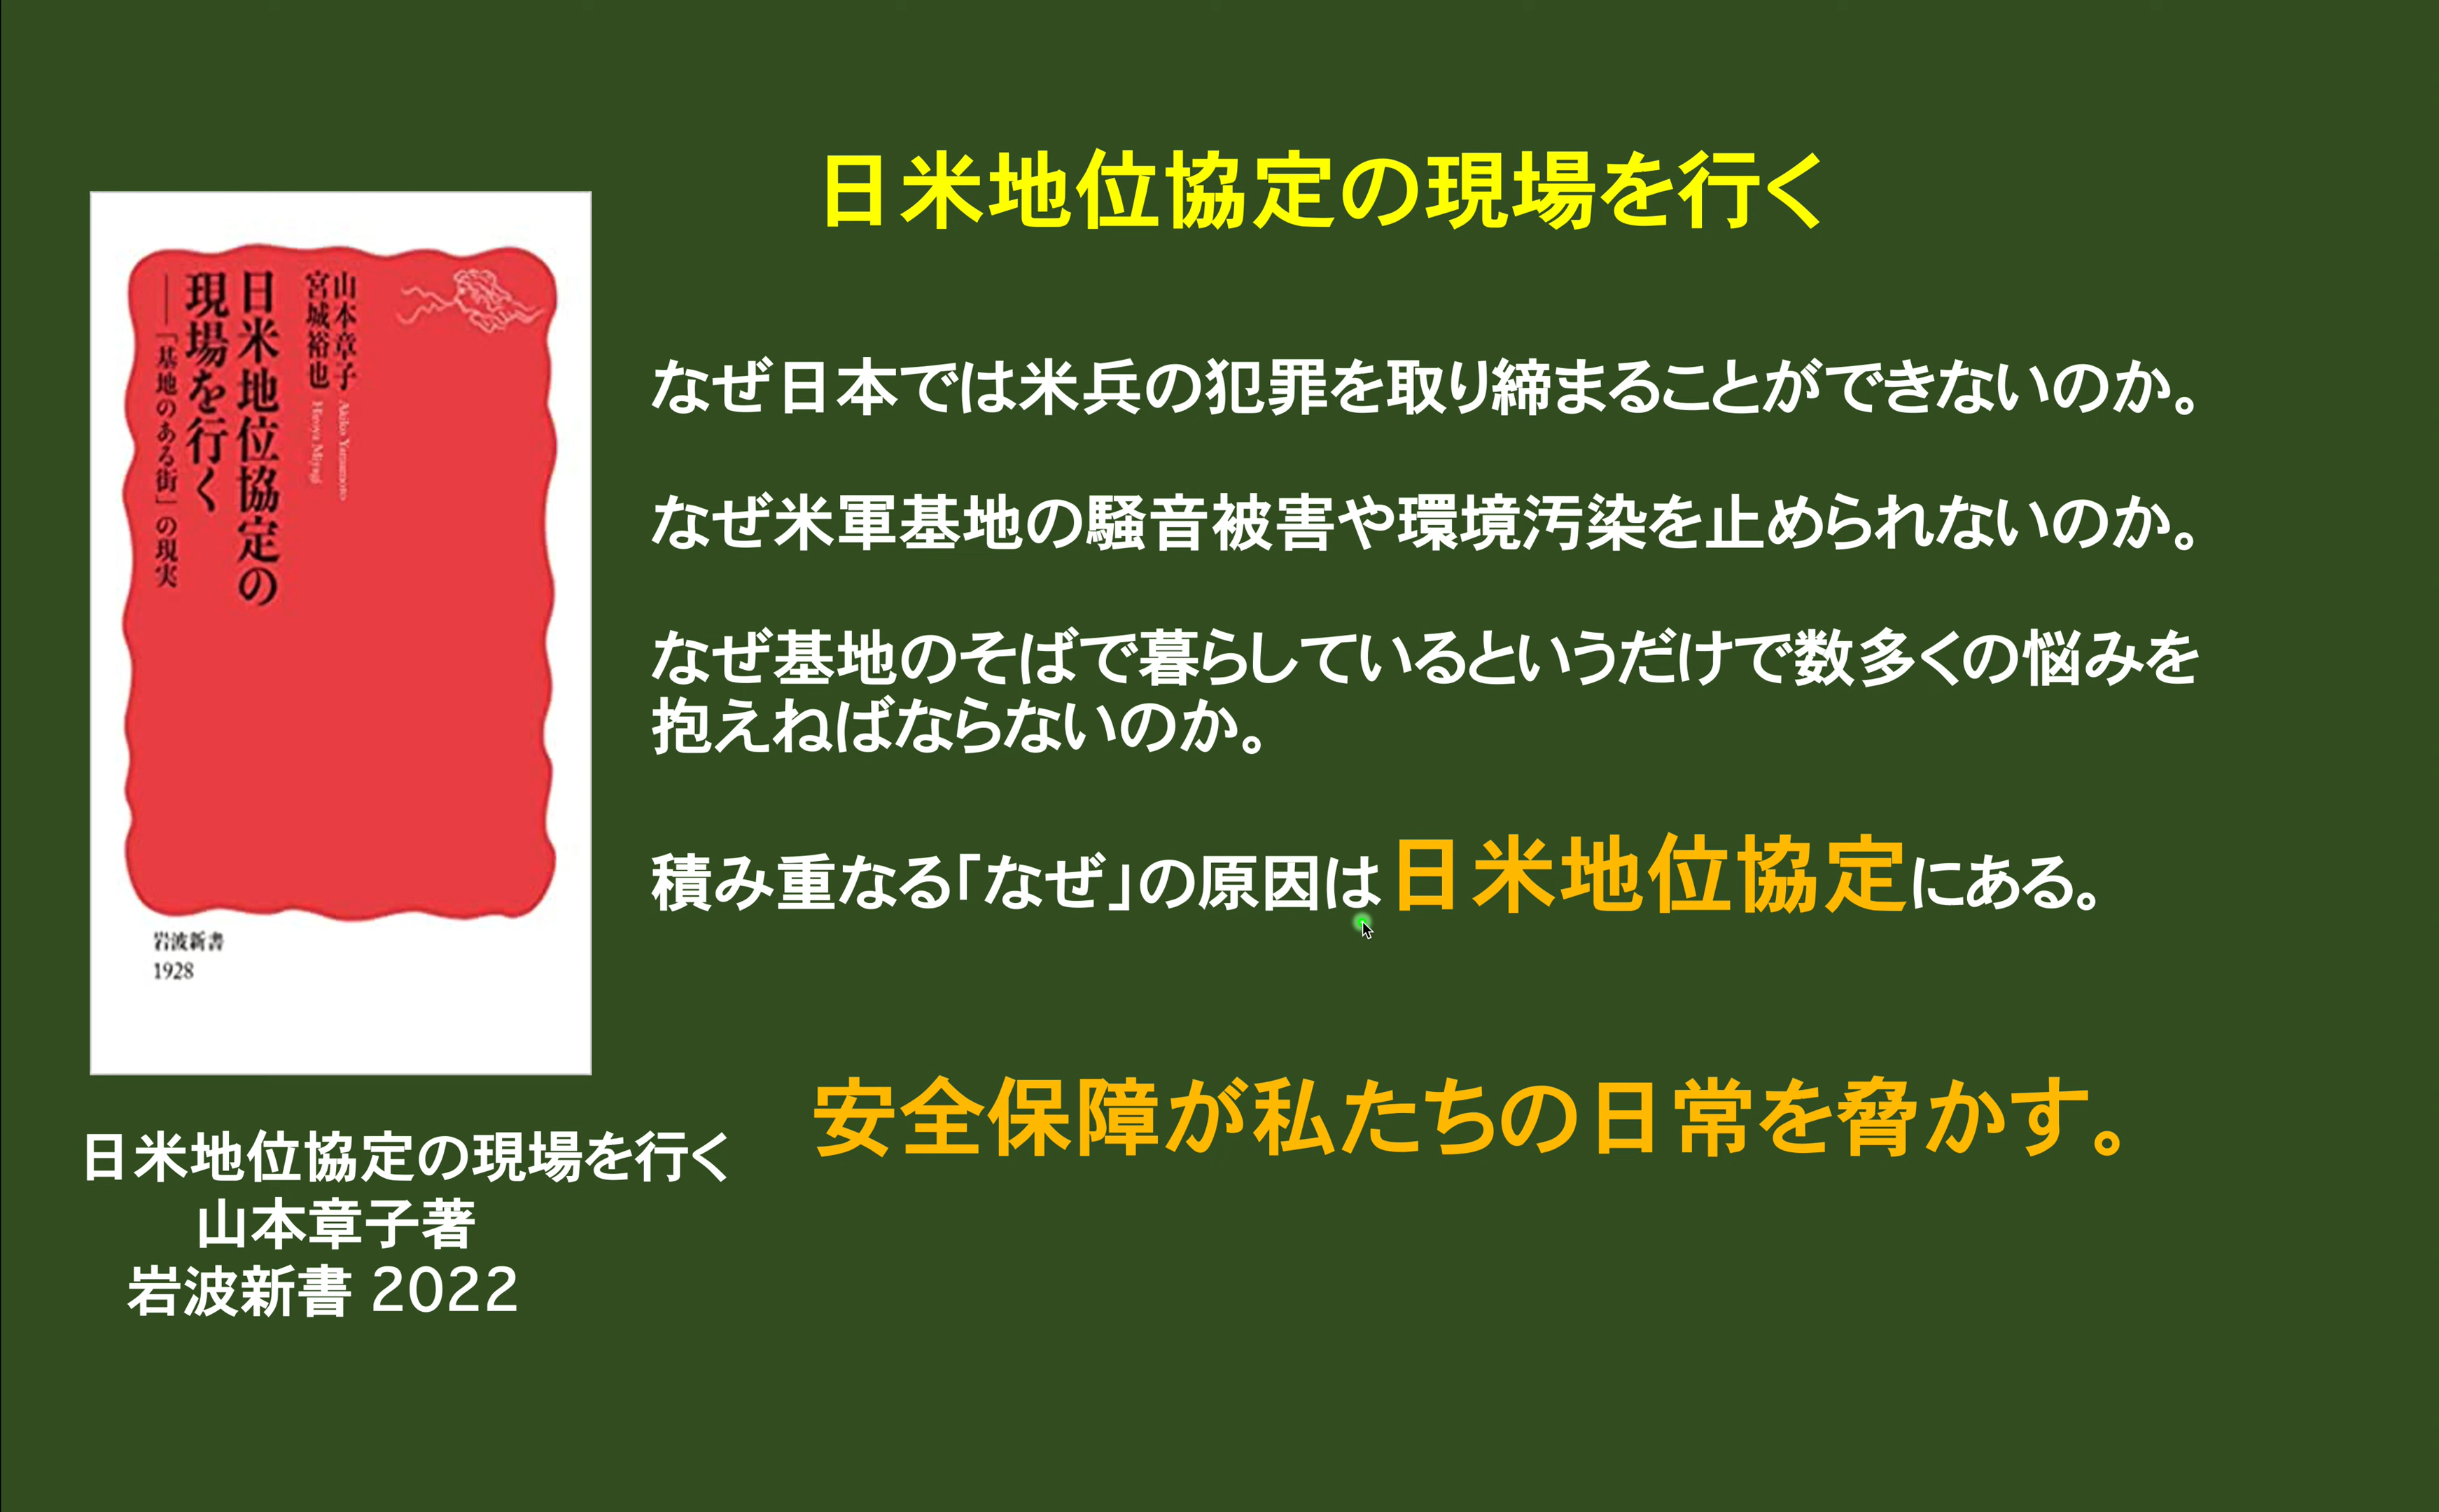 日米地位協定の現場を行く
山本章子 Akiko Yamamoto
宮城裕也 Hiroya Miyagi
日米地位協定の
現場を行く
──「基地のある街」の現実
岩波新書
1928
日米地位協定の現場を行く
山本章子著
岩波新書 2022
なぜ日本では米兵の犯罪を取り締まることができないのか。
なぜ米軍基地の騒音被害や環境汚染を止められないのか。
なぜ基地のそばで暮らしているというだけで数多くの悩みを
抱えねばならないのか。
積み重なる「なぜ」の原因は日米地位協定にある。
安全保障が私たちの日常を脅かす。